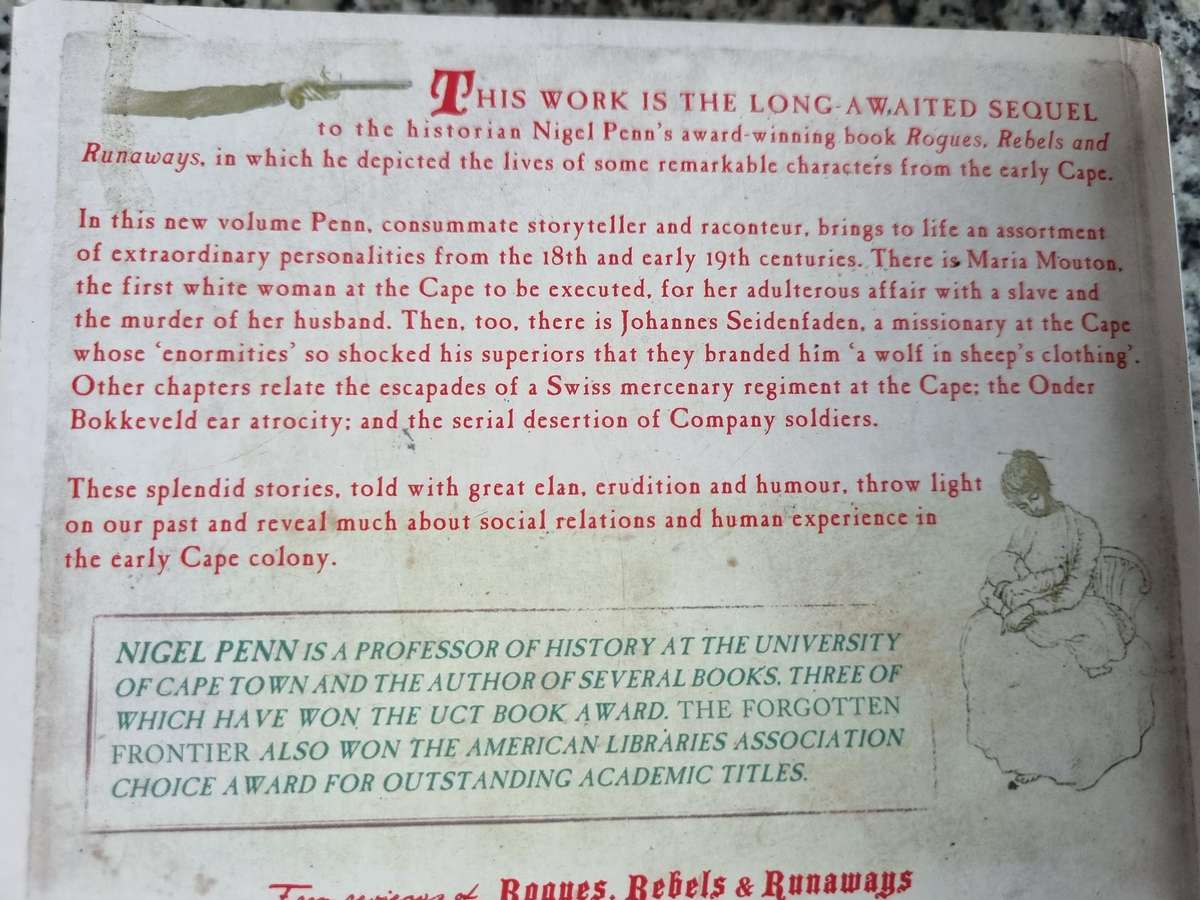 THIS WORK IS THE LONG-AWAITED SEQUEL
to the historian Nigel Penn's award-winning book Rogues, Rebels and
Runaways, in which he depicted the lives of some remarkable characters from the early Cape.
In this new volume Penn, consummate storyteller and raconteur, brings to life an assortment
of extraordinary personalities from the 18th and early 19th centuries. There is Maria Mouton,
the first white woman at the Cape to be executed, for her adulterous affair with a slave and
the murder of her husband. Then, too, there is Johannes Seidenfaden, a missionary at the Cape
whose 'enormities' so shocked his superiors that they branded him 'a wolf in sheep's clothing'.
Other chapters relate the escapades of a Swiss mercenary regiment at the Cape; the Onder
Bokkeveld ear atrocity; and the serial desertion of Company soldiers.
These splendid stories, told with great elan, erudition and humour, throw light
on our past and reveal much about social relations and human experience in
the early Cape colony.
NIGEL PENN IS A PROFESSOR OF HISTORY AT THE UNIVERSITY
OF CAPE TOWN AND THE AUTHOR OF SEVERAL BOOKS, THREE OF
WHICH HAVE WON THE UCT BOOK AWARD. THE FORGOTTEN
FRONTIER ALSO WON THE AMERICAN LIBRARIES ASSOCIATION
CHOICE AWARD FOR OUTSTANDING ACADEMIC TITLES.
reviews of Rogues, Rebels & Runaways